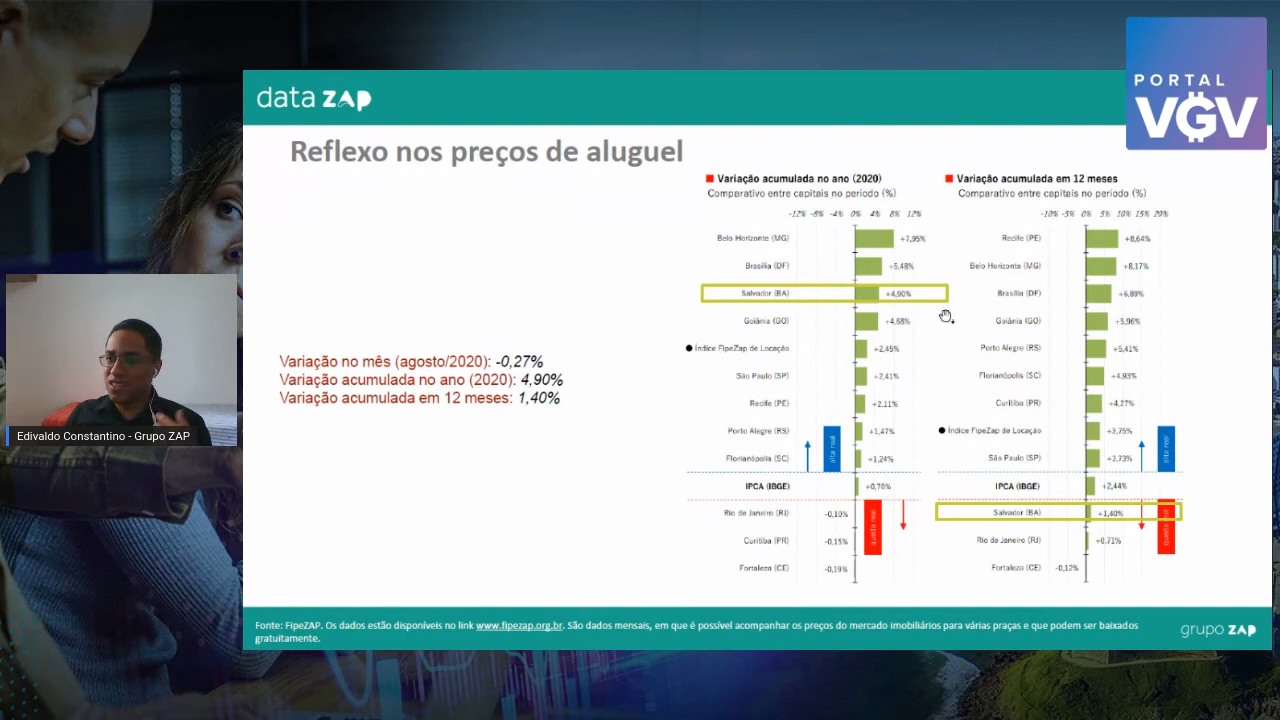 PORTAL
VGV
data ZAP
Reflexo nos preços de aluguel
Variação no mês (agosto/2020): -0,27%
Variação acumulada no ano (2020): 4,90%
Variação acumulada em 12 meses: 1,40%
Variação acumulada no ano (2020)
Comparativo entre capitais no período (%)
-12% -8% -4% 0% 4% 8% 12%
Belo Horizonte (MG) +7,95%
Brasília (DF) +5,48%
Salvador (BA) +4,90%
Goiânia (GO) +4,68%
Índice FipeZap de Locação +2,45%
São Paulo (SP) +2,41%
Recife (PE) +2,11%
Porto Alegre (RS) +1,47%
Florianópolis (SC) +1,24%
alta real
IPCA (IBGE) +0,70%
Rio de Janeiro (RJ) -0,10%
Curitiba (PR) -0,15%
Fortaleza (CE) -0,19%
queda real
Variação acumulada em 12 meses
Comparativo entre capitais no período (%)
-10% -5% 0% 5% 10% 15% 20%
Recife (PE) +8,64%
Belo Horizonte (MG) +8,17%
Brasília (DF) +6,89%
Goiânia (GO) +5,96%
Porto Alegre (RS) +5,41%
Florianópolis (SC) +4,93%
Curitiba (PR) +4,27%
Índice FipeZap de Locação +3,75%
São Paulo (SP) +3,73%
alta real
IPCA (IBGE) +2,44%
Salvador (BA) +1,40%
Rio de Janeiro (RJ) +0,71%
Fortaleza (CE) -0,12%
queda real
Edivaldo Constantino - Grupo ZAP
Fonte: FipeZAP. Os dados estão disponíveis no link www.fipezap.org.br. São dados mensais, em que é possível acompanhar os preços do mercado imobiliários para várias praças e que podem ser baixados
gratuitamente.
grupo ZAP